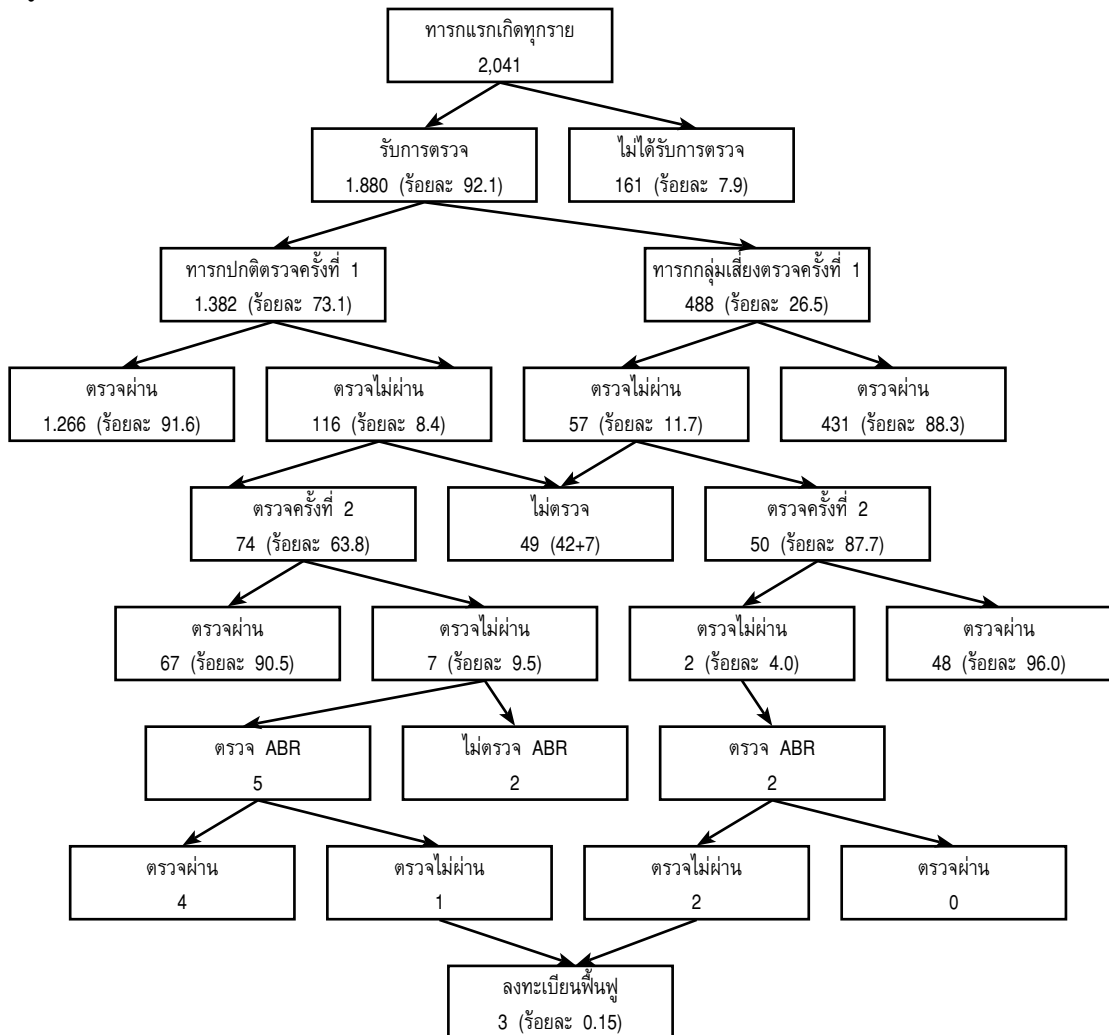 ทารกแรกเกิดทุกราย
2,041
รับการตรวจ
1.880 (ร้อยละ 92.1)
ไม่ได้รับการตรวจ
161 (ร้อยละ 7.9)
ทารกปกติตรวจครั้งที่ 1
1.382 (ร้อยละ 73.1)
ทารกกลุ่มเสี่ยงตรวจครั้งที่ 1
488 (ร้อยละ 26.5)
ตรวจผ่าน
1.266 (ร้อยละ 91.6)
ตรวจไม่ผ่าน
116 (ร้อยละ 8.4)
ตรวจไม่ผ่าน
57 (ร้อยละ 11.7)
ตรวจผ่าน
431 (ร้อยละ 88.3)
ตรวจครั้งที่ 2
74 (ร้อยละ 63.8)
ไม่ตรวจ
49 (42+7)
ตรวจครั้งที่ 2
50 (ร้อยละ 87.7)
ตรวจผ่าน
67 (ร้อยละ 90.5)
ตรวจไม่ผ่าน
7 (ร้อยละ 9.5)
ตรวจไม่ผ่าน
2 (ร้อยละ 4.0)
ตรวจผ่าน
48 (ร้อยละ 96.0)
ตรวจ ABR
5
ไม่ตรวจ ABR
2
ตรวจ ABR
2
ตรวจผ่าน
4
ตรวจไม่ผ่าน
1
ตรวจไม่ผ่าน
2
ตรวจผ่าน
0
ลงทะเบียนฟื้นฟู
3 (ร้อยละ 0.15)